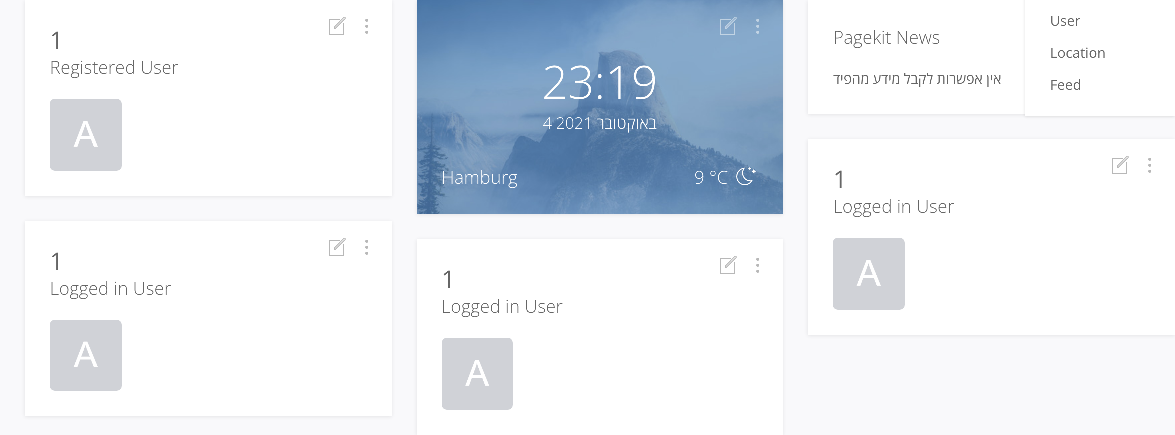 1
Registered User
A
1
Logged in User
A
23:19
4 באוקטובר 2021
Hamburg
9 °C
1
Logged in User
A
Pagekit News
אין אפשרות לקבל מידע מהפיד
User
Location
Feed
1
Logged in User
A